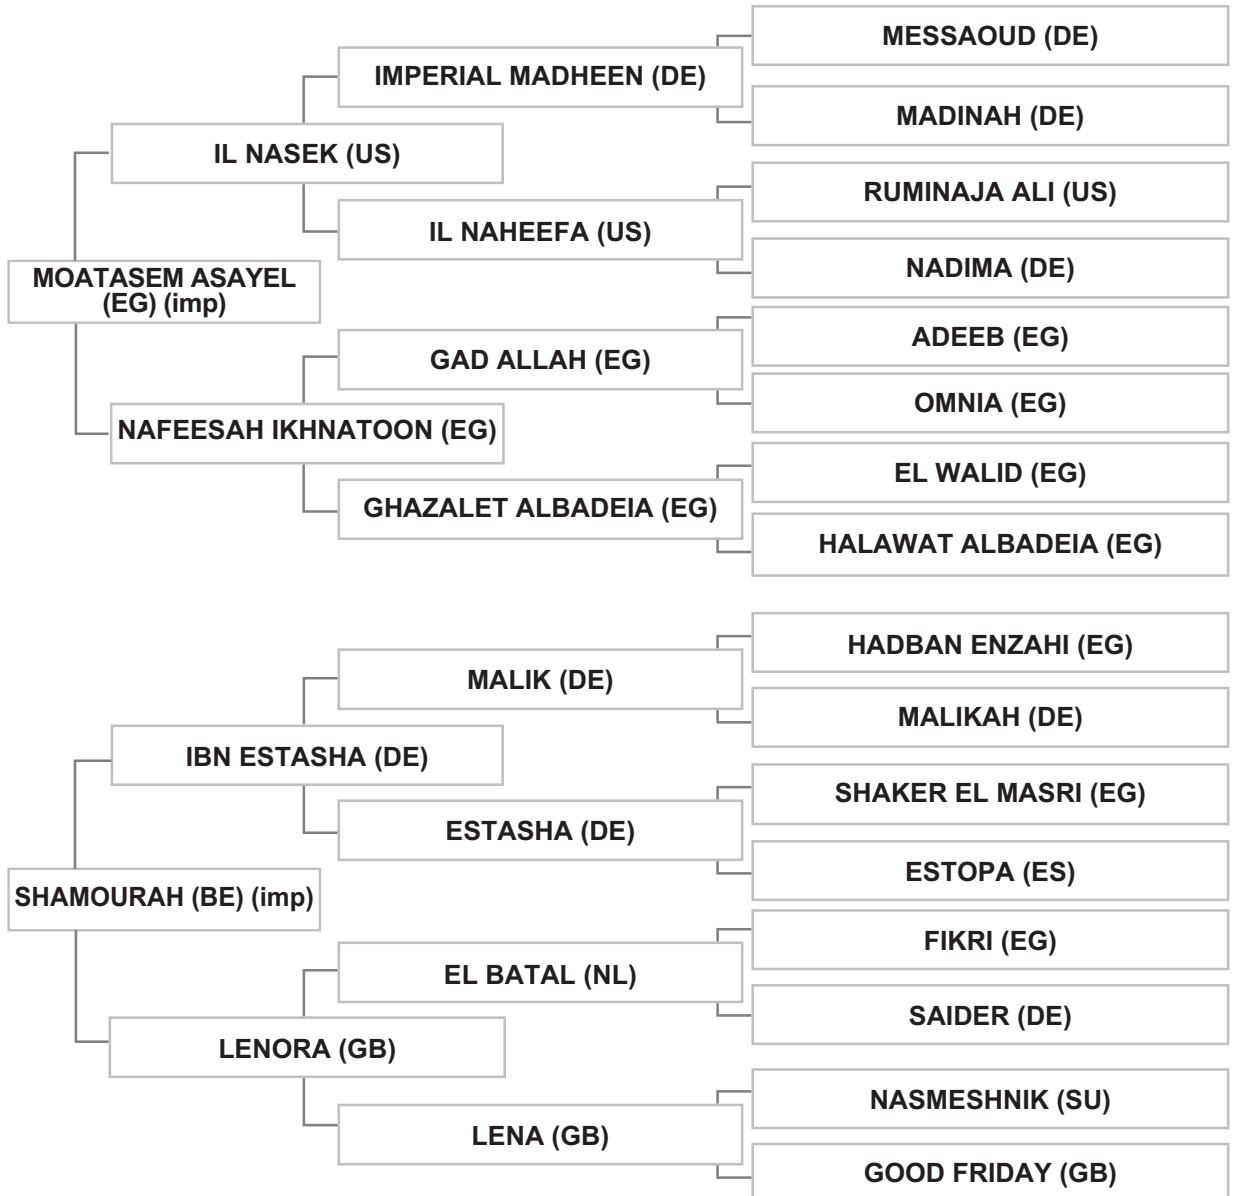 MESSAOUD (DE)
IMPERIAL MADHEEN (DE)
MADINAH (DE)
IL NASEK (US)
RUMINAJA ALI (US)
IL NAHEEFA (US)
NADIMA (DE)
MOATASEM ASAYEL
(EG) (imp)
ADEEB (EG)
GAD ALLAH (EG)
OMNIA (EG)
NAFEESAH IKHNATOON (EG)
EL WALID (EG)
GHAZALET ALBADEIA (EG)
HALAWAT ALBADEIA (EG)
HADBAN ENZAHI (EG)
MALIK (DE)
MALIKAH (DE)
IBN ESTASHA (DE)
SHAKER EL MASRI (EG)
ESTASHA (DE)
ESTOPA (ES)
SHAMOURAH (BE) (imp)
FIKRI (EG)
EL BATAL (NL)
SAIDER (DE)
LENORA (GB)
NASMESHNIK (SU)
LENA (GB)
GOOD FRIDAY (GB)